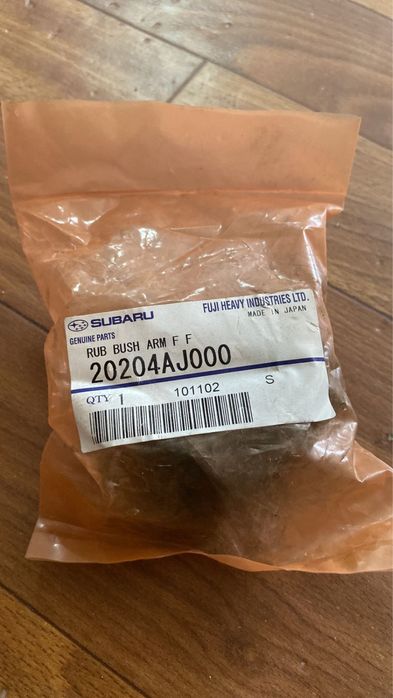 SUBARU
FUJI HEAVY INDUSTRIES LTD.
GENUINE PARTS
MADE IN JAPAN
RUB BUSH ARM F F
20204AJ000
QTY 1
101102
S